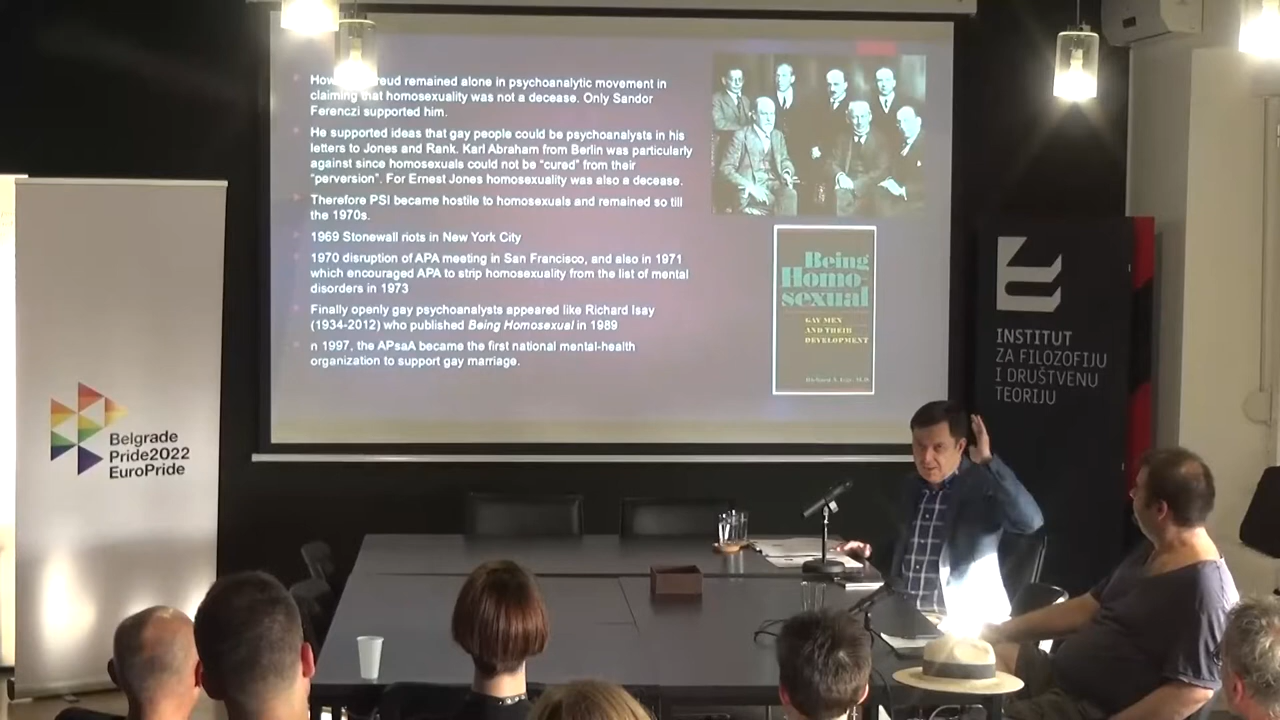 reud remained alone in psychoanalytic movement in
claiming that homosexuality was not a decease. Only Sandor
Ferenczi supported him.
He supported ideas that gay people could be psychoanalysts in his
letters to Jones and Rank. Karl Abraham from Berlin was particularly
against since homosexuals could not be “cured” from their
“perversion”. For Ernest Jones homosexuality was also a decease.
Therefore PSI became hostile to homosexuals and remained so till
the 1970s.
1969 Stonewall riots in New York City
1970 disruption of APA meeting in San Francisco, and also in 1971
which encouraged APA to strip homosexuality from the list of mental
disorders in 1973
Finally openly gay psychoanalysts appeared like Richard Isay
(1934-2012) who published Being Homosexual in 1989
n 1997, the APsaA became the first national mental-health
organization to support gay marriage.
Being
Homo-
sexual
GAY MEN
AND THEIR
DEVELOPMENT
Richard A. Isay, M.D.
Belgrade
Pride2022
EuroPride
INSTITUT
ZA FILOZOFIJU
I DRUŠTVENU
TEORIJU